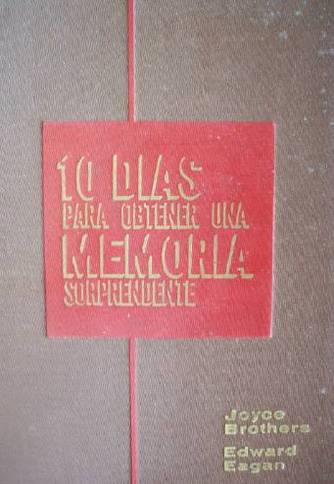 10 DIAS
PARA OBTENER UNA
MEMORIA
SORPRENDENTE
Joyce
Brothers
Edward
Eagan